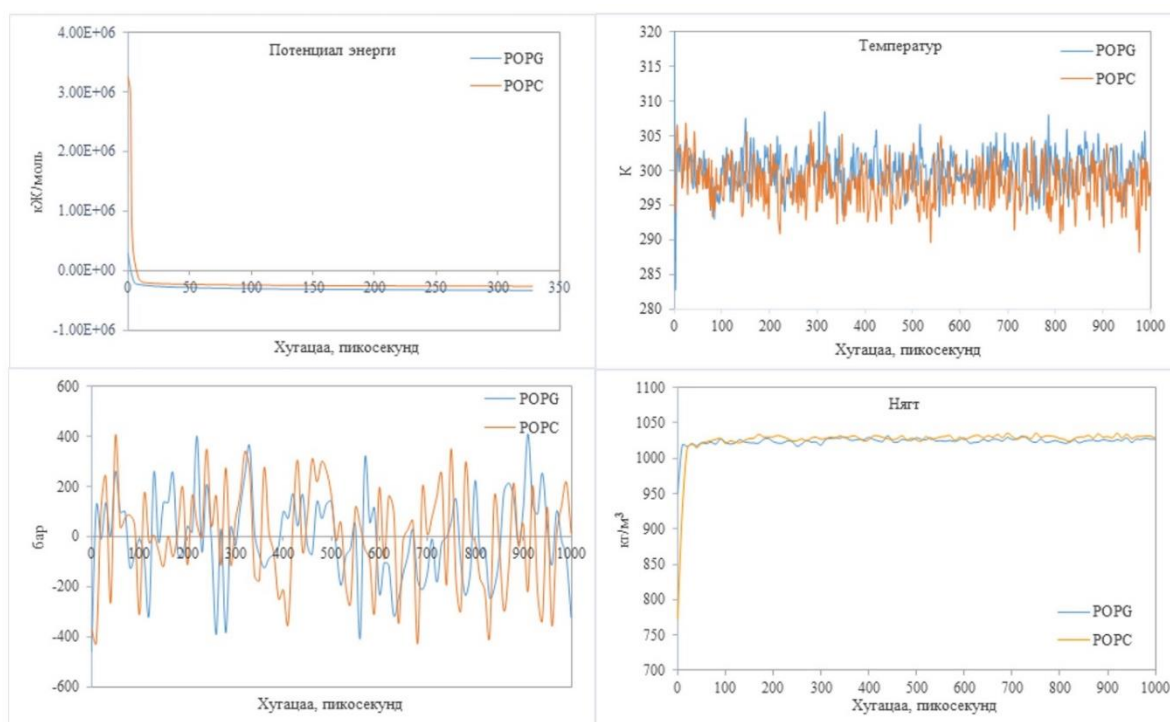 4.00E+06
Потенциал энерги
POPG
POPC
3.00E+06
2.00E+06
кЖ/моль
1.00E+06
0.00E+00
0 50 100 150 200 250 300 350
-1.00E+06
Хугацаа, пикосекунд
320
Температур
315
POPG
POPC
310
305
К
300
295
290
285
280
0 100 200 300 400 500 600 700 800 900 1000
Хугацаа, пикосекунд
600
POPG
POPC
400
200
бар
0
0 100 200 300 400 500 600 700 800 900 1000
-200
-400
-600
Хугацаа, пикосекунд
1100
Нягт
1050
1000
950
кг/м³
900
850
800
POPG
750
POPC
700
0 100 200 300 400 500 600 700 800 900 1000
Хугацаа, пикосекунд